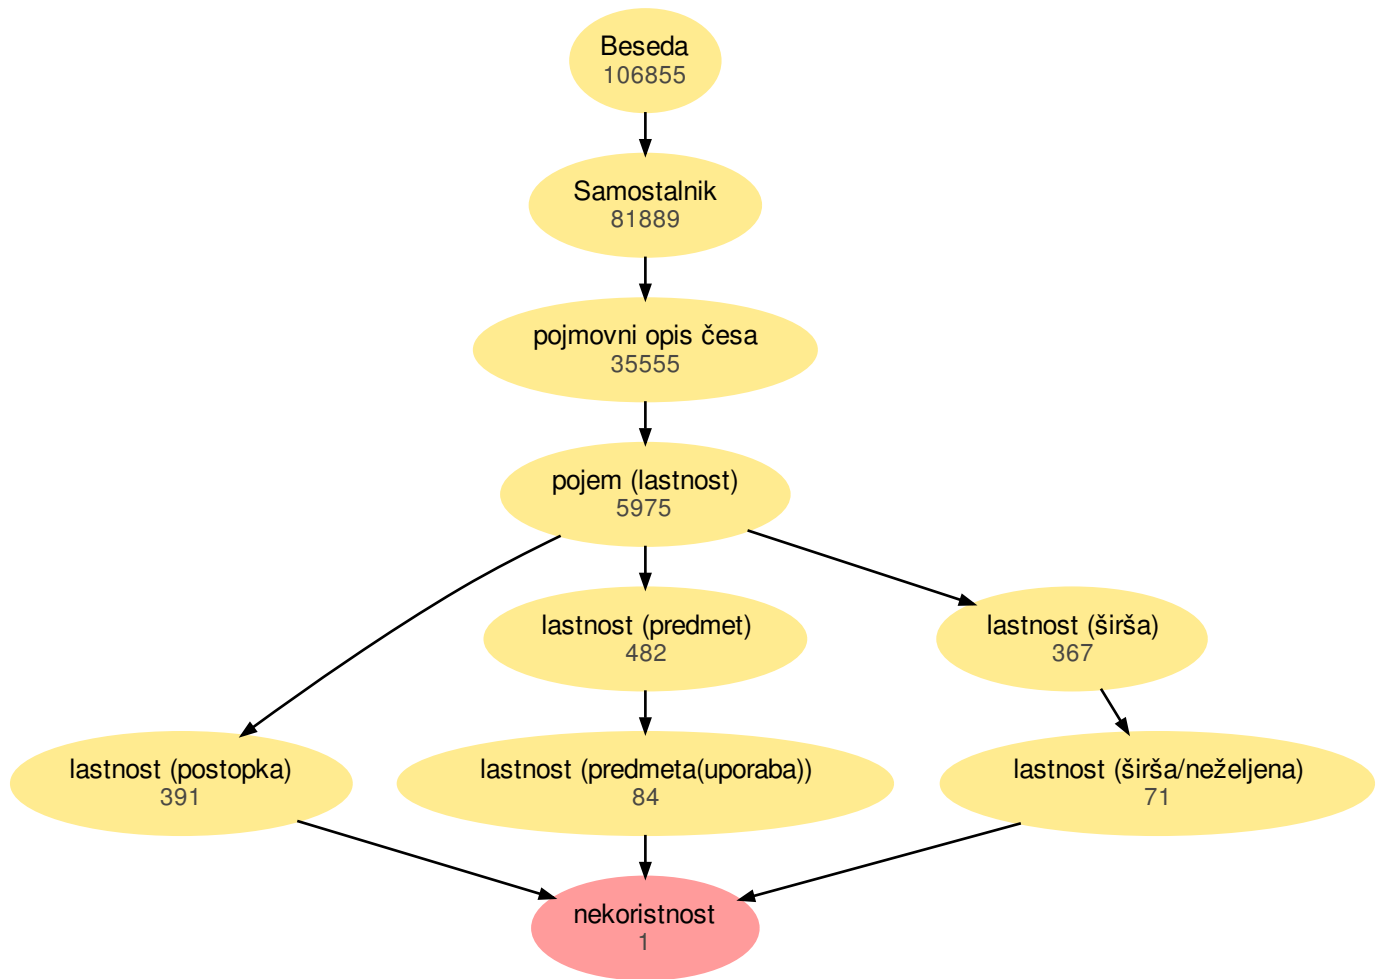 Beseda
106855
Samostalnik
81889
pojmovni opis česa
35555
pojem (lastnost)
5975
lastnost (predmet)
482
lastnost (širša)
367
lastnost (postopka)
391
lastnost (predmeta(uporaba))
84
lastnost (širša/neželjena)
71
nekoristnost
1